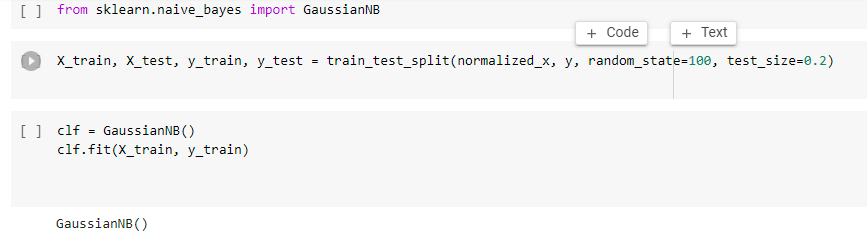 [ ] from sklearn.naive_bayes import GaussianNB
+ Code + Text
X_train, X_test, y_train, y_test = train_test_split(normalized_x, y, random_state=100, test_size=0.2)
[ ] clf = GaussianNB()
clf.fit(X_train, y_train)
GaussianNB()